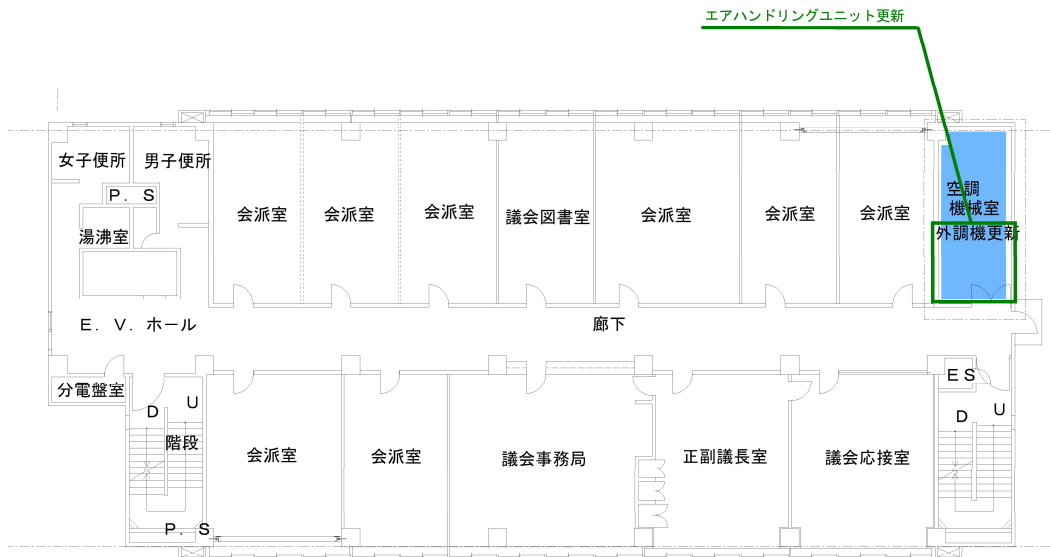 エアハンドリングユニット更新
女子便所
男子便所
P．S
湯沸室
会派室
会派室
会派室
議会図書室
会派室
会派室
会派室
空調
機械室
外調機更新
E．V．ホール
廊下
分電盤室
D
U
階段
P．S
会派室
会派室
議会事務局
正副議長室
議会応接室
ES
D
U